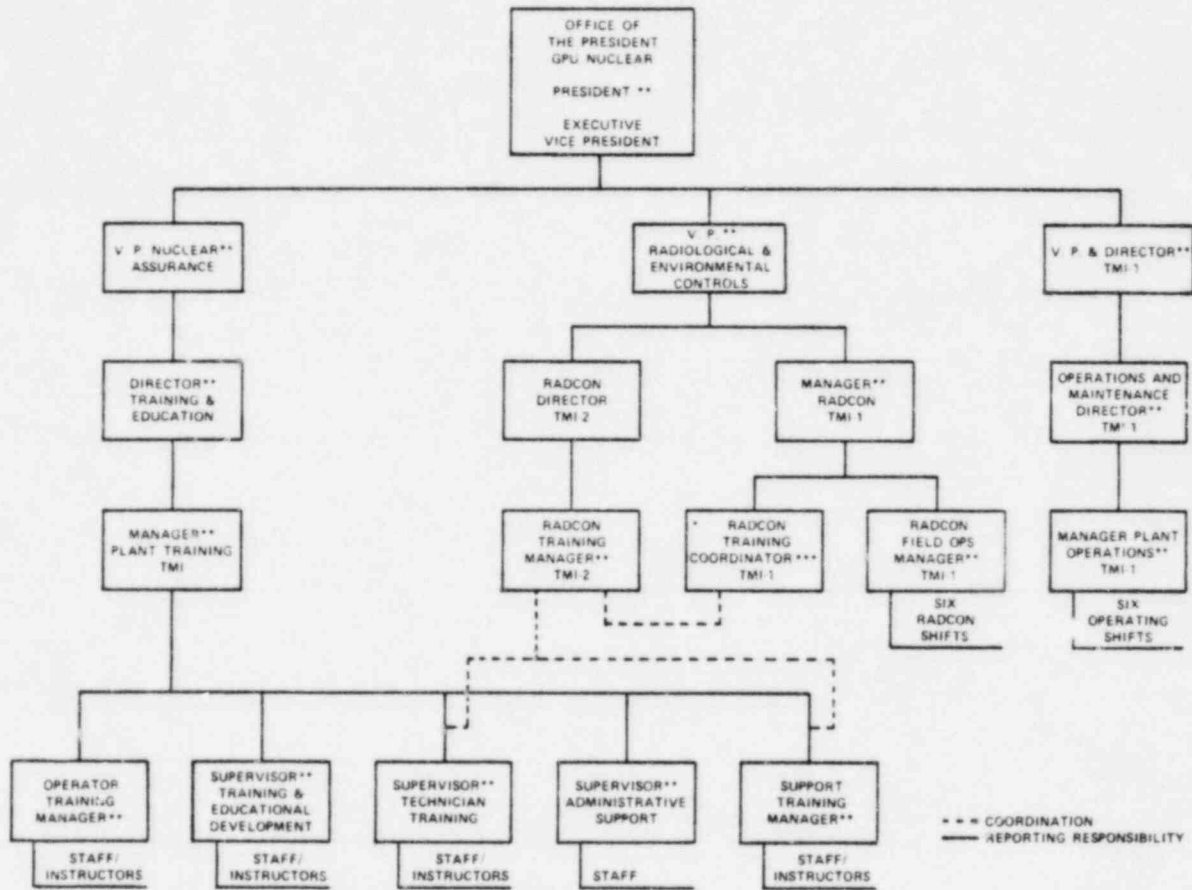 OFFICE OF
THE PRESIDENT
GPU NUCLEAR
PRESIDENT **
EXECUTIVE
VICE PRESIDENT
V. P. NUCLEAR**
ASSURANCE
V. P. **
RADIOLOGICAL &
ENVIRONMENTAL
CONTROLS
V. P. & DIRECTOR**
TMI-1
DIRECTOR**
TRAINING &
EDUCATION
RADCON
DIRECTOR
TMI-2
MANAGER**
RADCON
TMI-1
OPERATIONS AND
MAINTENANCE
DIRECTOR**
TMI-1
MANAGER**
PLANT TRAINING
TMI
RADCON
TRAINING
MANAGER**
TMI-2
* RADCON
TRAINING
COORDINATOR***
TMI-1
RADCON
FIELD OPS
MANAGER**
TMI-1
MANAGER PLANT
OPERATIONS**
TMI-1
SIX
RADCON
SHIFTS
SIX
OPERATING
SHIFTS
OPERATOR
TRAINING
MANAGER**
SUPERVISOR**
TRAINING &
EDUCATIONAL
DEVELOPMENT
SUPERVISOR**
TECHNICIAN
TRAINING
SUPERVISOR**
ADMINISTRATIVE
SUPPORT
SUPPORT
TRAINING
MANAGER**
STAFF/
INSTRUCTORS
STAFF/
INSTRUCTORS
STAFF/
INSTRUCTORS
STAFF
STAFF/
INSTRUCTORS
COORDINATION
REPORTING RESPONSIBILITY